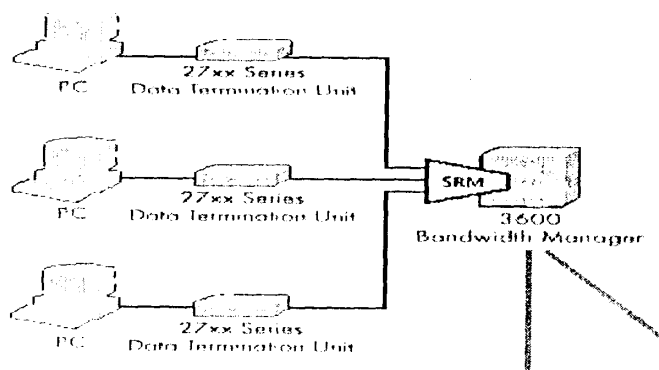 PC
27xx Series
Data Termination Unit
SRM
3600
Bandwidth Manager
PC
27xx Series
Data Termination Unit
PC
27xx Series
Data Termination Unit